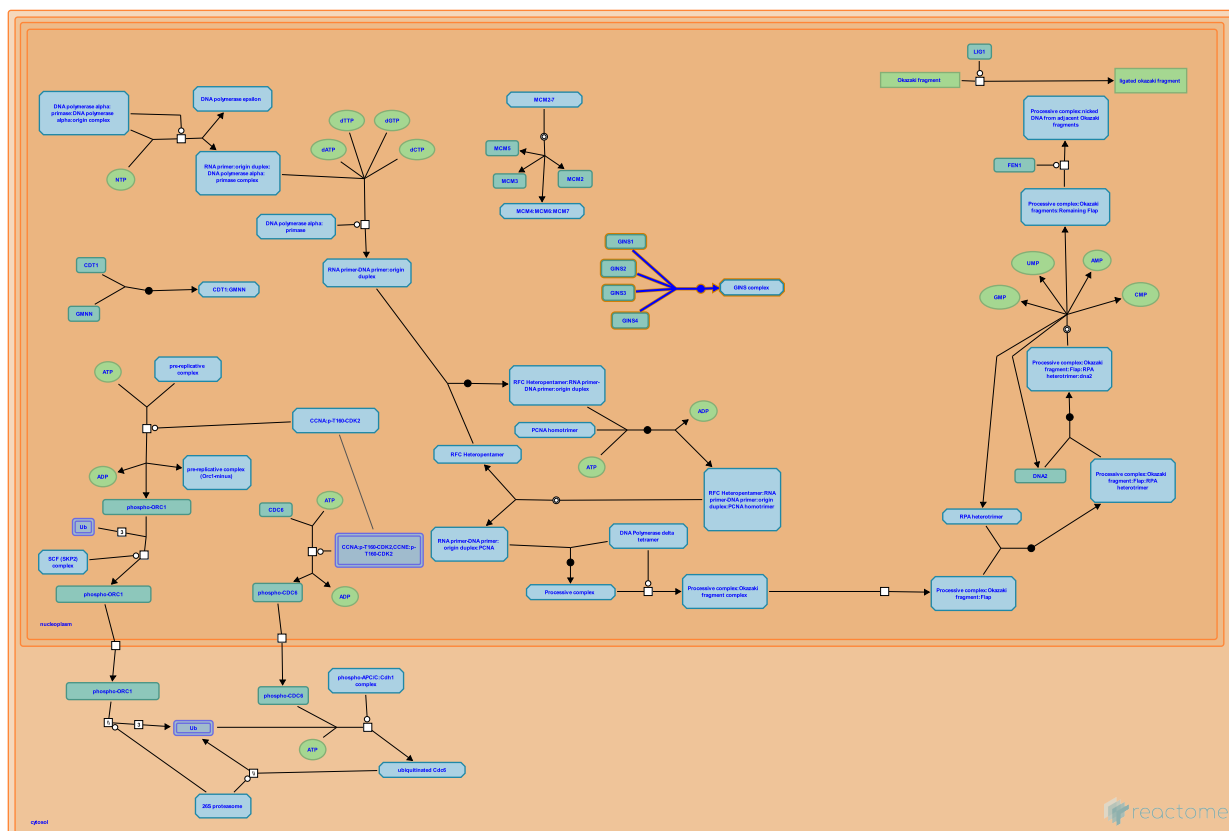 LIG1
Okazaki fragment
ligated okazaki fragment
DNA polymerase alpha:
primase:DNA polymerase
alpha:origin complex
DNA polymerase epsilon
NTP
RNA primer:origin duplex:
DNA polymerase alpha:
primase complex
dTTP
dGTP
dATP
dCTP
DNA polymerase alpha:
primase
RNA primer-DNA primer:origin
duplex
MCM2-7
MCM5
MCM3
MCM2
MCM4:MCM6:MCM7
Processive complex:nicked
DNA from adjacent Okazaki
fragments
FEN1
Processive complex:Okazaki
fragments:Remaining Flap
CDT1
GMNN
CDT1:GMNN
GINS1
GINS2
GINS3
GINS4
GINS complex
UMP
AMP
GMP
CMP
Processive complex:Okazaki
fragment:Flap:RPA
heterotrimer:dna2
DNA2
Processive complex:Okazaki
fragment:Flap:RPA
heterotrimer
RPA heterotrimer
Processive complex:Okazaki
fragment:Flap
ATP
pre-replicative
complex
CCNA:p-T160-CDK2
ADP
pre-replicative complex
(Orc1-minus)
phospho-ORC1
Ub
3
SCF (SKP2)
complex
phospho-ORC1
CDC6
ATP
CCNA:p-T160-CDK2,CCNE:p-
T160-CDK2
phospho-CDC6
ADP
RFC Heteropentamer:RNA primer-
DNA primer:origin duplex
PCNA homotrimer
ADP
ATP
RFC Heteropentamer
RFC Heteropentamer:RNA
primer-DNA primer:origin
duplex:PCNA homotrimer
RNA primer-DNA primer:
origin duplex:PCNA
DNA Polymerase delta
tetramer
Processive complex
Processive complex:Okazaki
fragment complex
nucleoplasm
phospho-ORC1
5
3
Ub
phospho-CDC6
phospho-APC/C:Cdh1
complex
ATP
ubiquitinated Cdc6
9
26S proteasome
cytosol
reactome